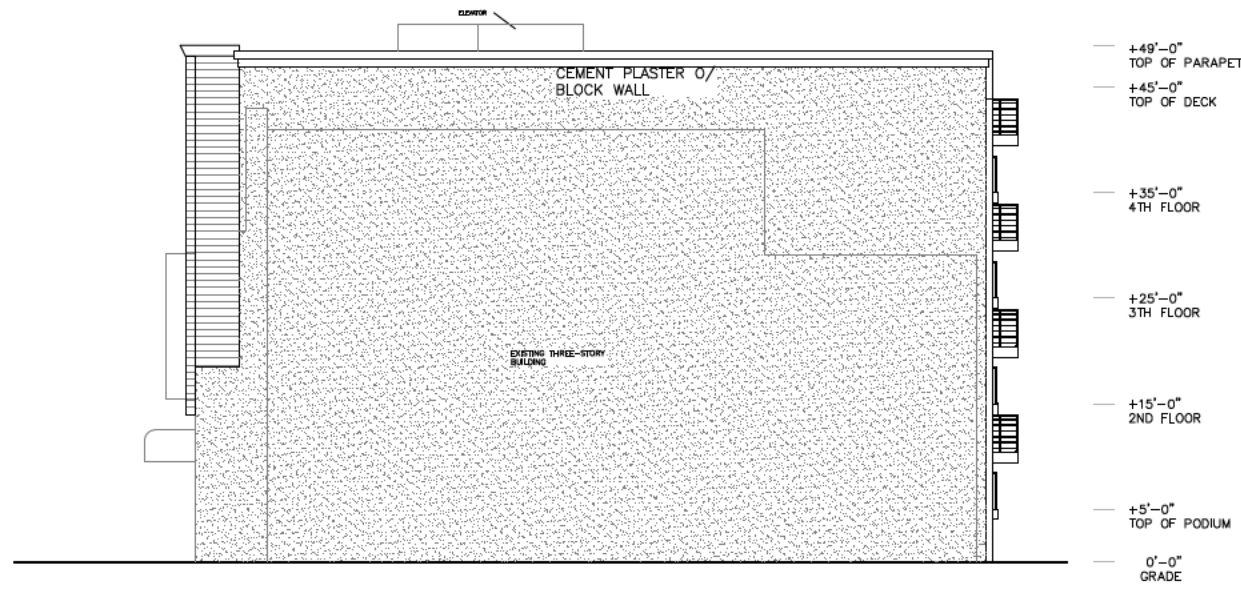 ELEVATOR
CEMENT PLASTER O/
BLOCK WALL
EXISTING THREE-STORY
BUILDING
+49'-0"
TOP OF PARAPET
+45'-0"
TOP OF DECK
+35'-0"
4TH FLOOR
+25'-0"
3TH FLOOR
+15'-0"
2ND FLOOR
+5'-0"
TOP OF PODIUM
0'-0"
GRADE